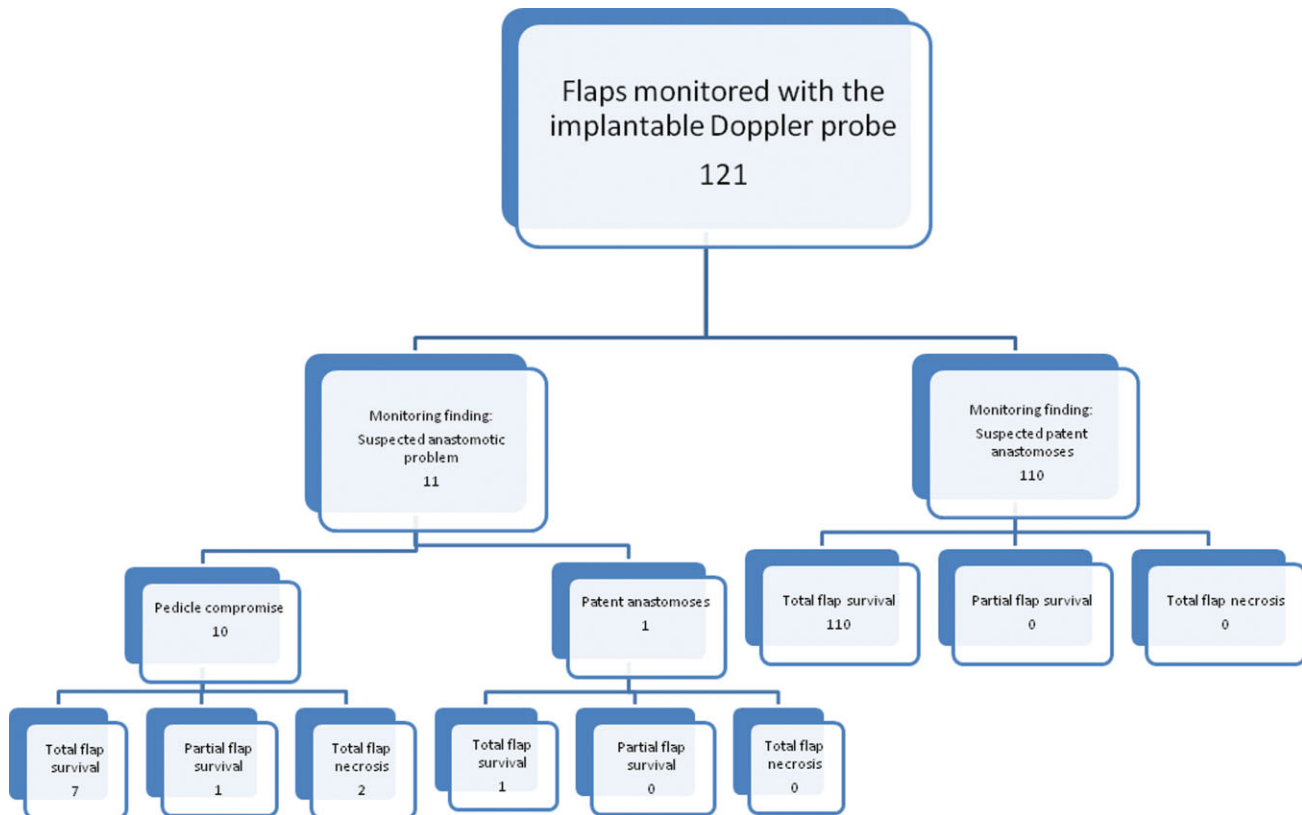 Flaps monitored with the
implantable Doppler probe
121
Monitoring finding:
Suspected anastomotic
problem
11
Monitoring finding:
Suspected patent
anastomoses
110
Pedicle compromise
10
Patent anastomoses
1
Total flap survival
110
Partial flap survival
0
Total flap necrosis
0
Total flap
survival
7
Partial flap
survival
1
Total flap
necrosis
2
Total flap
survival
1
Partial flap
survival
0
Total flap
necrosis
0